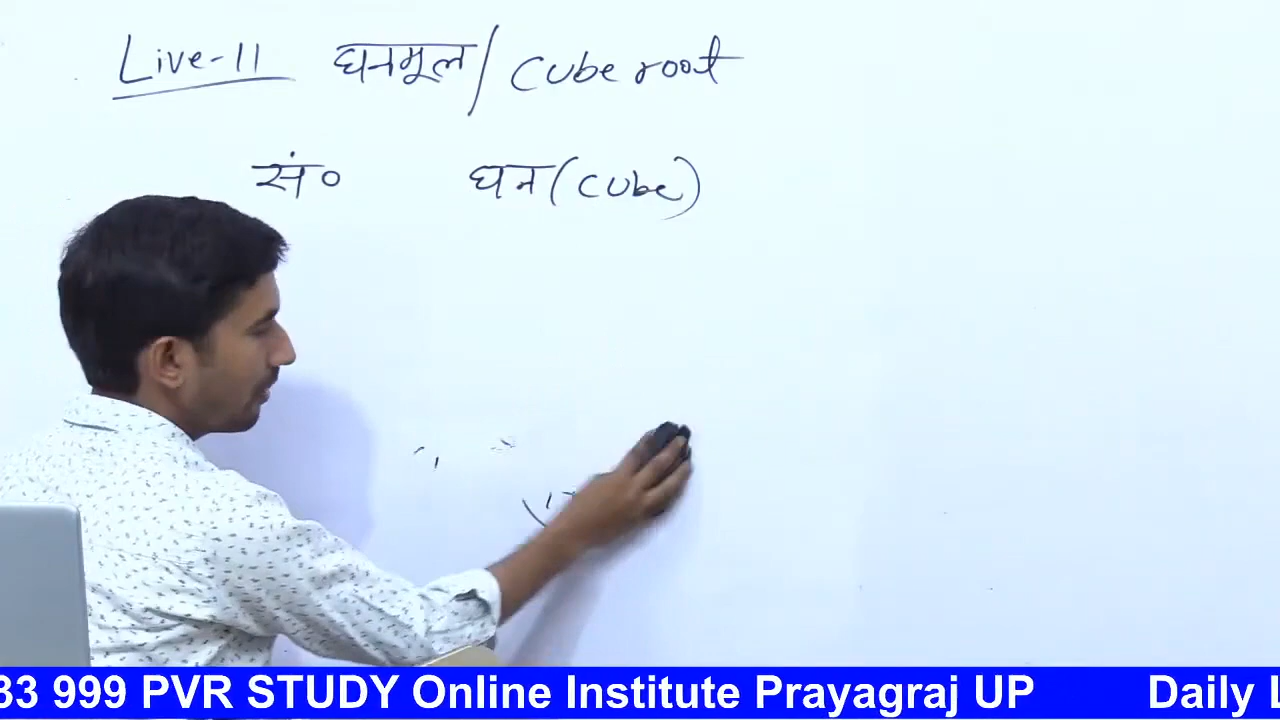 Live-11 घनमूल/Cube root
सं० घन(Cube)
33 999 PVR STUDY Online Institute Prayagraj UP Daily L